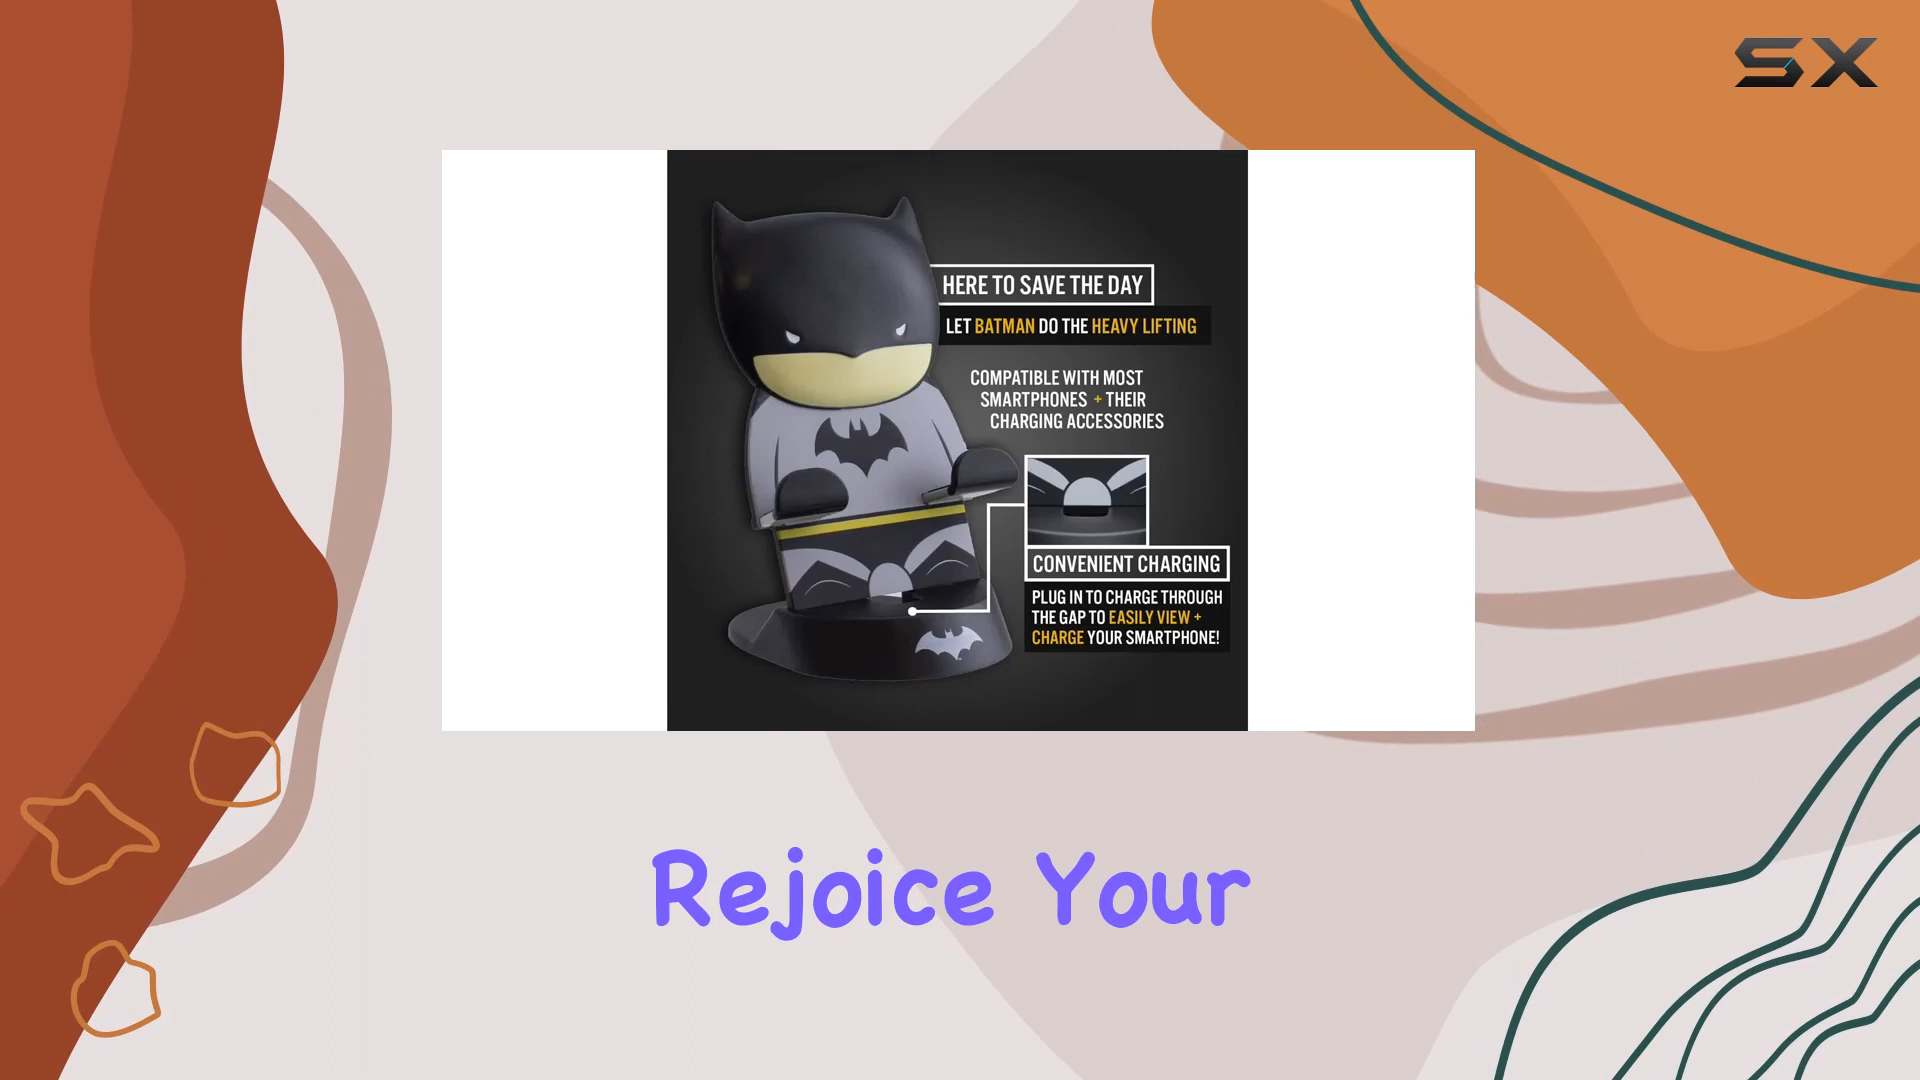 SX
HERE TO SAVE THE DAY
LET BATMAN DO THE HEAVY LIFTING
COMPATIBLE WITH MOST
SMARTPHONES + THEIR
CHARGING ACCESSORIES
CONVENIENT CHARGING
PLUG IN TO CHARGE THROUGH
THE GAP TO EASILY VIEW +
CHARGE YOUR SMARTPHONE!
Rejoice Your